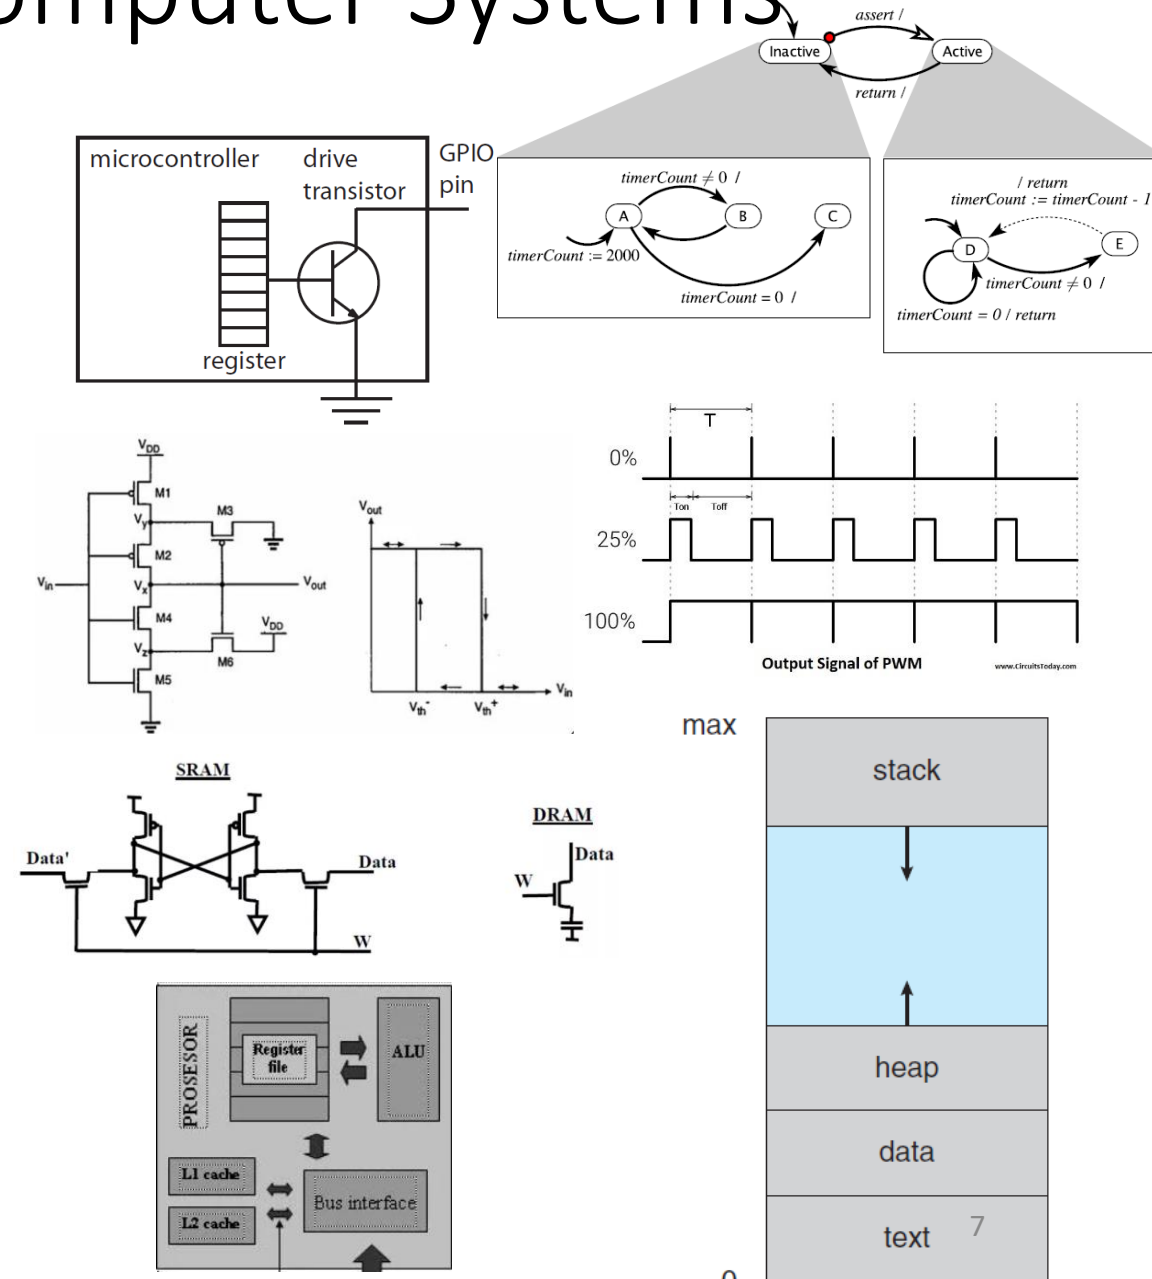 omputer Systems
assert /
Inactive
Active
return /
microcontroller
drive
transistor
GPIO
pin
register
timerCount ≠ 0 /
A
B
C
timerCount := 2000
timerCount = 0 /
/ return
timerCount := timerCount - 1
D
E
timerCount ≠ 0 /
timerCount = 0 / return
VDD
M1
Vy
M3
M2
Vin
Vx
Vout
M4
VDD
Vz
M6
M5
Vout
Vin
Vth-
Vth+
T
0%
Ton
Toff
25%
100%
Output Signal of PWM
www.CircuitsToday.com
SRAM
Data'
Data
W
DRAM
Data
W
max
stack
heap
data
text
7
PROSESOR
Register
file
ALU
L1 cache
L2 cache
Bus interface